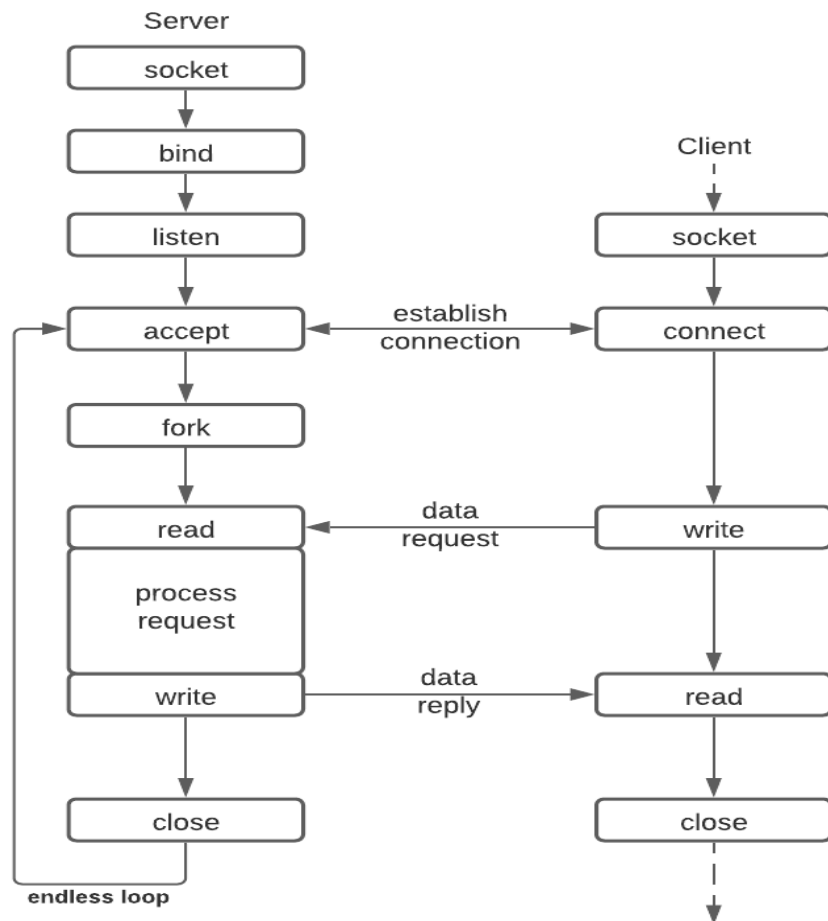 Server
socket
bind
listen
accept
fork
read
process
request
write
close
endless loop
establish
connection
data
request
data
reply
Client
socket
connect
write
read
close